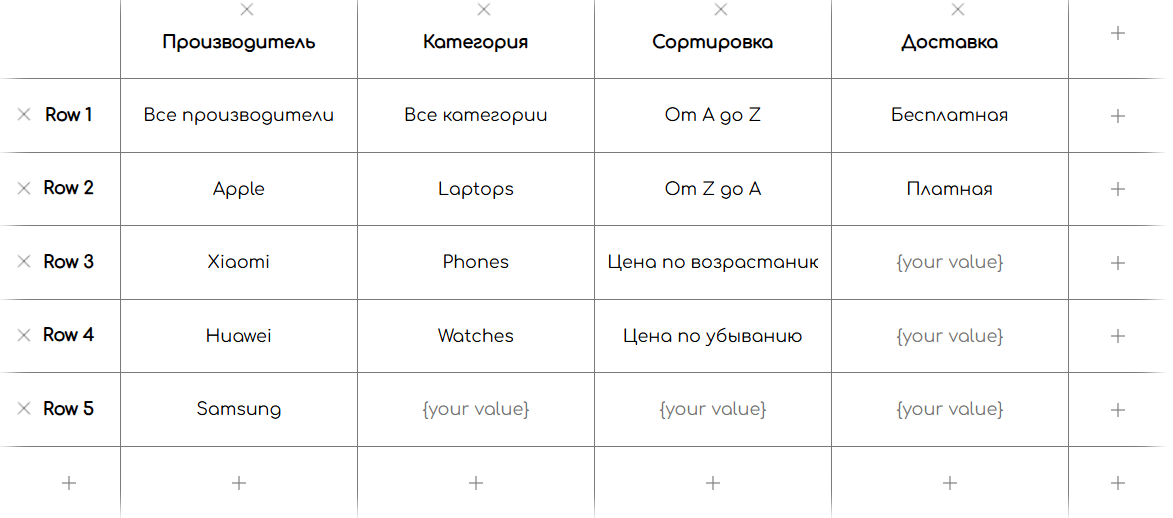 Производитель Категория Сортировка Доставка
Row 1 Все производители Все категории От A до Z Бесплатная
Row 2 Apple Laptops От Z до A Платная
Row 3 Xiaomi Phones Цена по возрастаник {your value}
Row 4 Huawei Watches Цена по убыванию {your value}
Row 5 Samsung {your value} {your value} {your value}